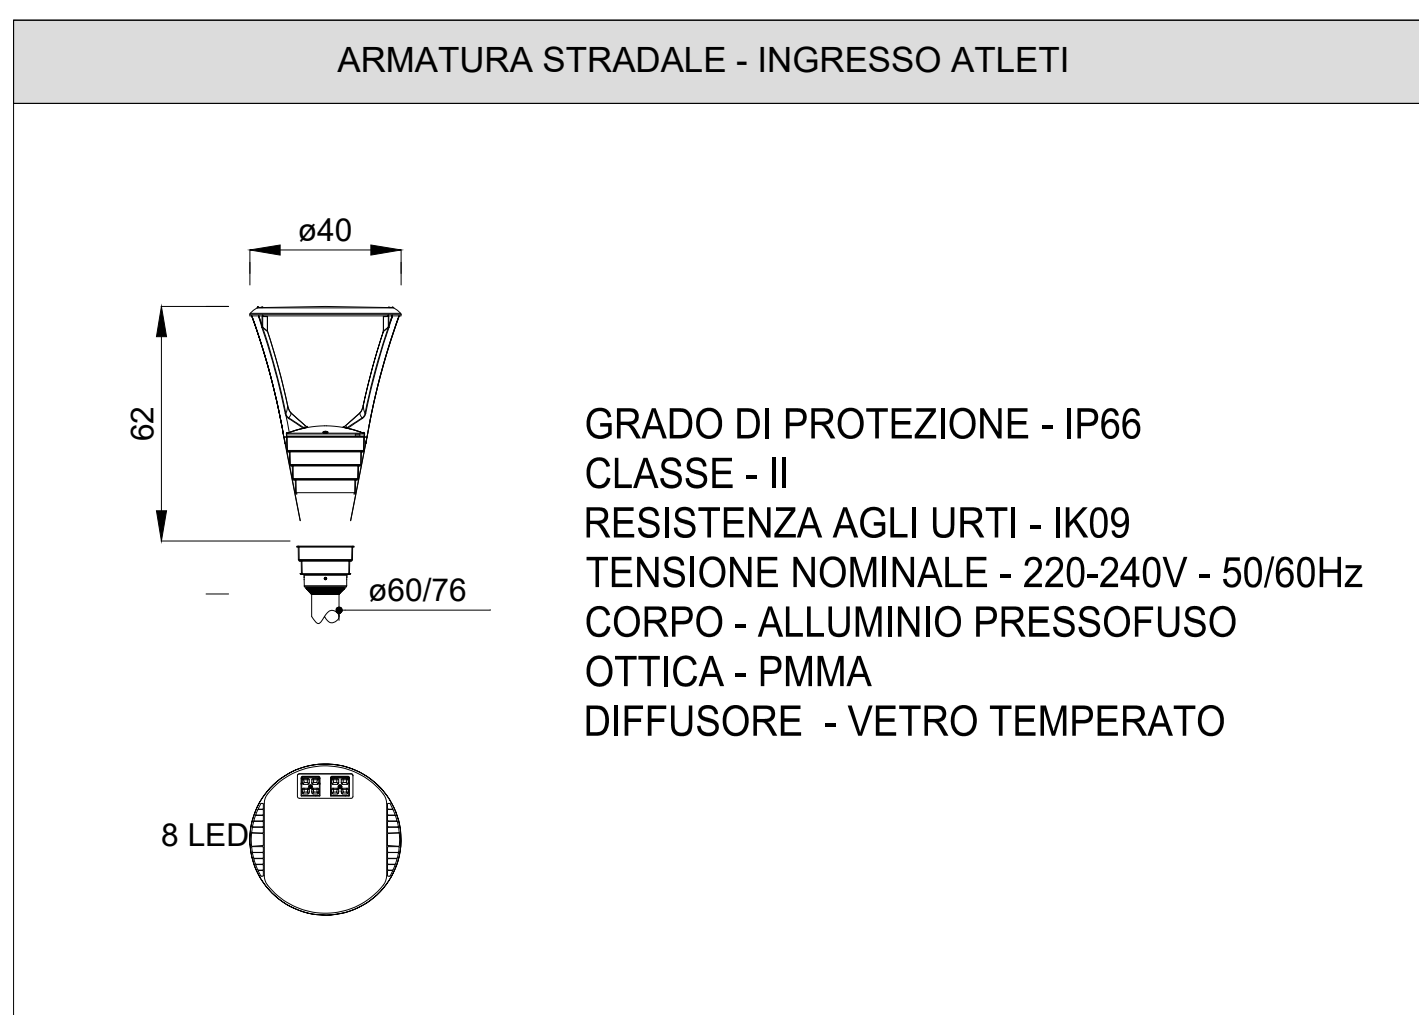 ARMATURA STRADALE - INGRESSO ATLETI
ø40
62
ø60/76
GRADO DI PROTEZIONE - IP66
CLASSE - II
RESISTENZA AGLI URTI - IK09
TENSIONE NOMINALE - 220-240V - 50/60Hz
CORPO - ALLUMINIO PRESSOFUSO
OTTICA - PMMA
DIFFUSORE - VETRO TEMPERATO
8 LED